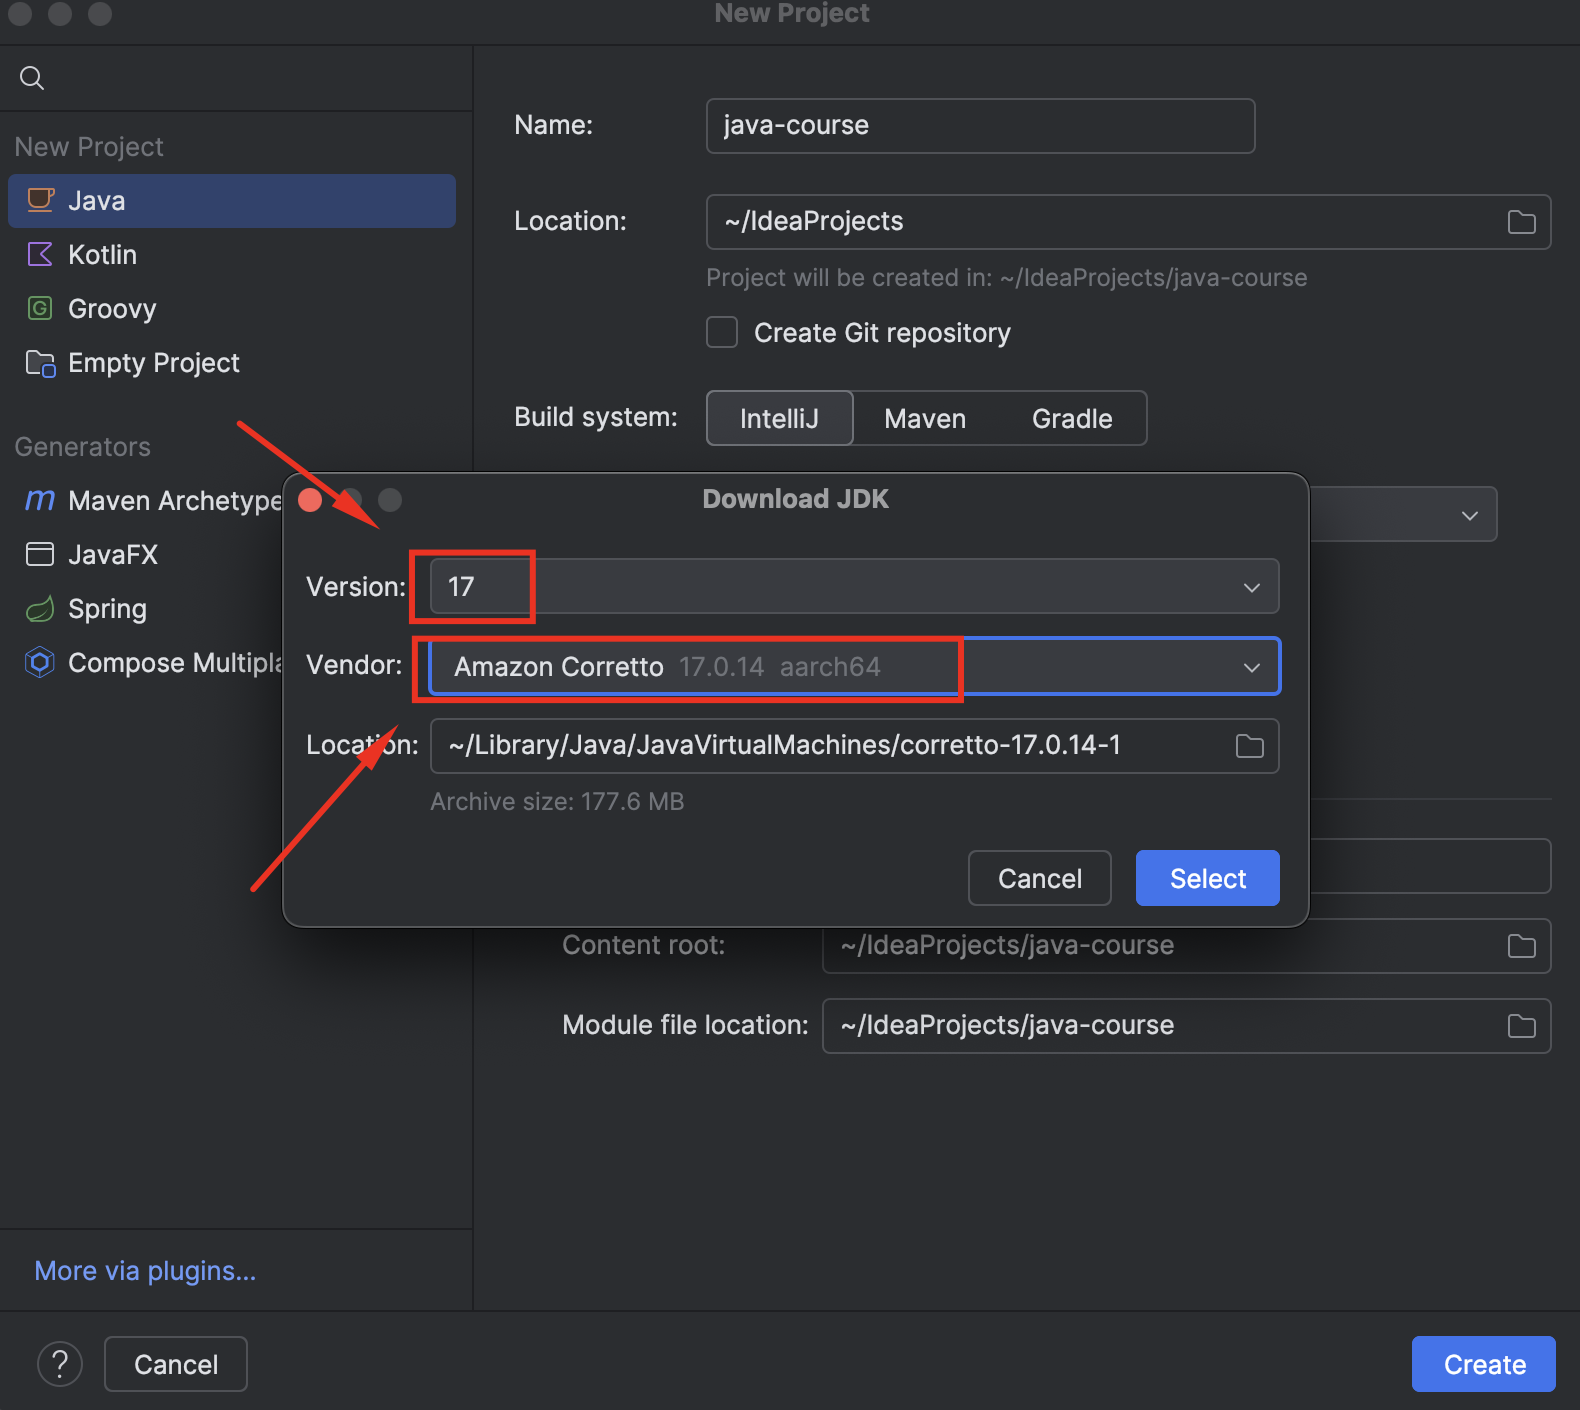 New Project
New Project
Java
Kotlin
Groovy
Empty Project
Generators
Maven Archetype
JavaFX
Spring
Compose Multipla
More via plugins...
Name:
java-course
Location:
~/IdeaProjects
Project will be created in: ~/IdeaProjects/java-course
Create Git repository
Build system:
IntelliJ
Maven
Gradle
Download JDK
Version:
17
Vendor:
Amazon Corretto 17.0.14 aarch64
Location:
~/Library/Java/JavaVirtualMachines/corretto-17.0.14-1
Archive size: 177.6 MB
Cancel
Select
Content root:
~/IdeaProjects/java-course
Module file location:
~/IdeaProjects/java-course
?
Cancel
Create